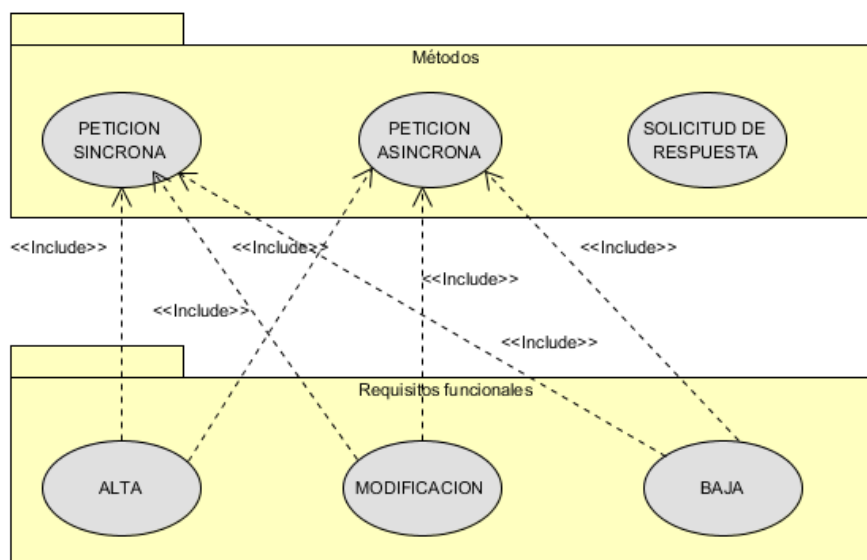 Métodos
PETICION
SINCRONA
PETICION
ASINCRONA
SOLICITUD DE
RESPUESTA
<<Include>>
<<Include>>
<<Include>>
<<Include>>
<<Include>>
<<Include>>
Requisitos funcionales
ALTA
MODIFICACION
BAJA